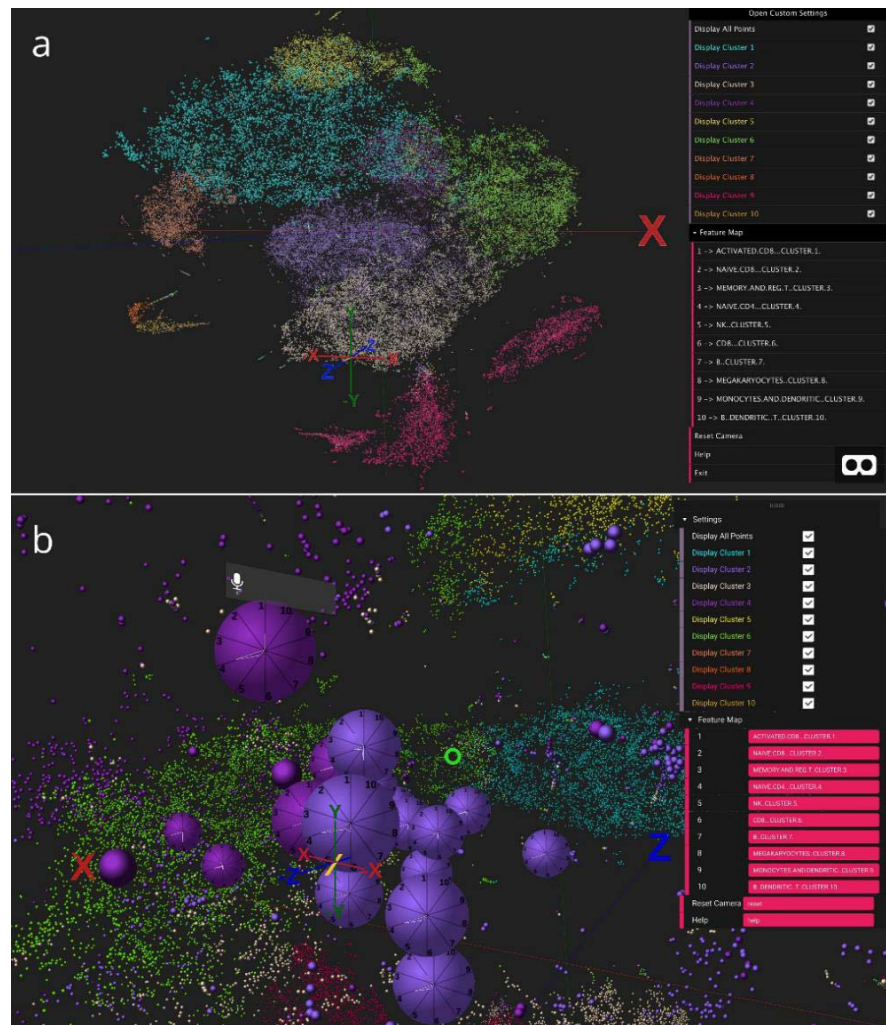 a
Open Custom Settings
Display All Points
Display Cluster 1
Display Cluster 2
Display Cluster 3
Display Cluster 4
Display Cluster 5
Display Cluster 6
Display Cluster 7
Display Cluster 8
Display Cluster 9
Display Cluster 10
Feature Map
1 -> ACTIVATED.CD8...CLUSTER.1.
2 -> NAIVE.CD8...CLUSTER.2.
3 -> MEMORY.AND.REG.T..CLUSTER.3.
4 -> NAIVE.CD4...CLUSTER.4.
5 -> NK..CLUSTER.5.
6 -> CD8...CLUSTER.6.
7 -> B..CLUSTER.7.
8 -> MEGAKARYOCYTES..CLUSTER.8.
9 -> MONOCYTES.AND.DENDRITIC..CLUSTER.9.
10 -> B..DENDRITIC..T..CLUSTER.10.
Reset Camera
Help
Exit
X
Y
X Z
Z
-Y
b
Settings
Display All Points
Display Cluster 1
Display Cluster 2
Display Cluster 3
Display Cluster 4
Display Cluster 5
Display Cluster 6
Display Cluster 7
Display Cluster 8
Display Cluster 9
Display Cluster 10
Feature Map
1 ACTIVATED.CD8...CLUSTER.1.
2 NAIVE.CD8...CLUSTER.2.
3 MEMORY.AND.REG.T..CLUSTER.3.
4 NAIVE.CD4...CLUSTER.4.
5 NK..CLUSTER.5.
6 CD8...CLUSTER.6.
7 B..CLUSTER.7.
8 MEGAKARYOCYTES..CLUSTER.8.
9 MONOCYTES.AND.DENDRITIC..CLUSTER.9.
10 B..DENDRITIC..T..CLUSTER.10.
Reset Camera reset
Help help
1 10
2
3
4
5 6 7
8
Y
X
-Z
-X
Y
X
Z